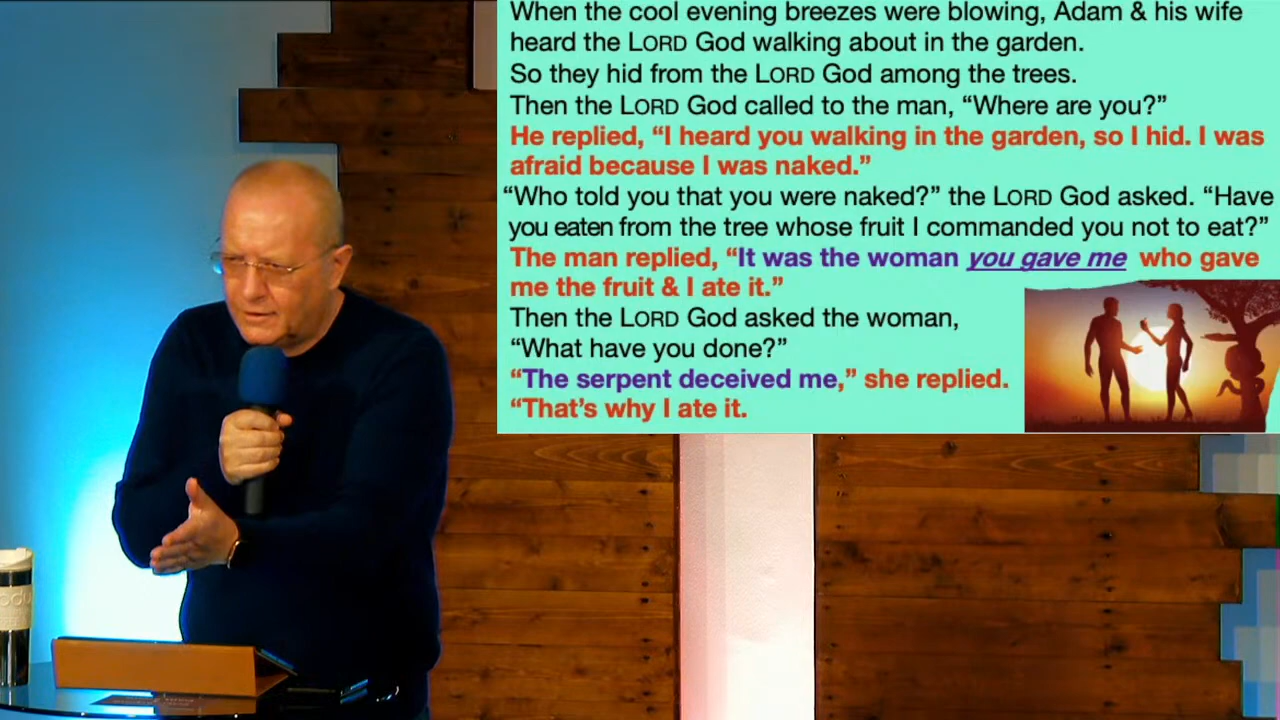 When the cool evening breezes were blowing, Adam & his wife
heard the LORD God walking about in the garden.
So they hid from the LORD God among the trees.
Then the LORD God called to the man, “Where are you?”
He replied, “I heard you walking in the garden, so I hid. I was
afraid because I was naked.”
“Who told you that you were naked?” the LORD God asked. “Have
you eaten from the tree whose fruit I commanded you not to eat?”
The man replied, “It was the woman you gave me who gave
me the fruit & I ate it.”
Then the LORD God asked the woman,
“What have you done?”
“The serpent deceived me,” she replied.
“That’s why I ate it.